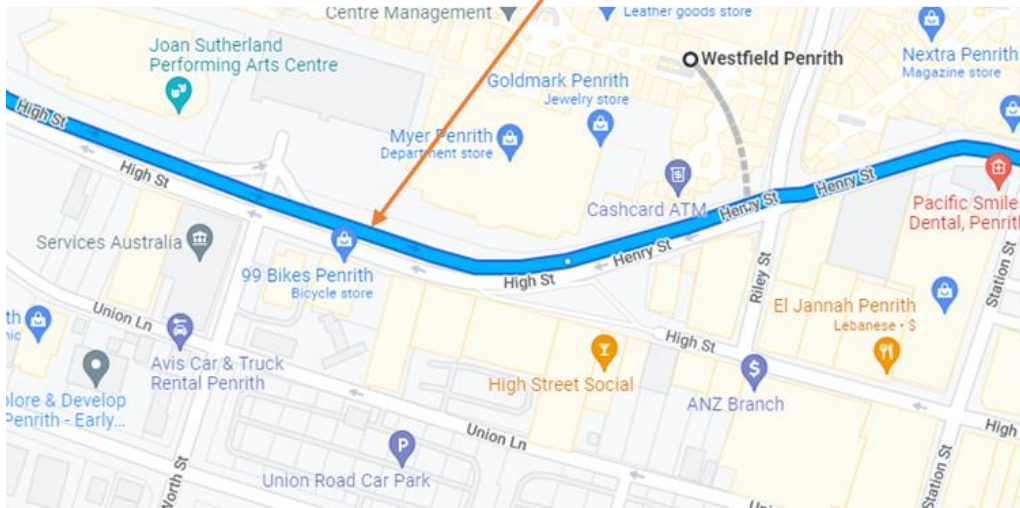 Centre Management
Leather goods store
Joan Sutherland
Performing Arts Centre
Westfield Penrith
Nextra Penrith
Magazine store
Goldmark Penrith
Jewelry store
High St
Myer Penrith
Department store
High St
Cashcard ATM
Henry St
Henry St
Pacific Smiles
Dental, Penrith
Services Australia
99 Bikes Penrith
Bicycle store
High St
Henry St
Riley St
Station St
El Jannah Penrith
Lebanese • $
Union Ln
Avis Car & Truck
Rental Penrith
High Street Social
High St
ANZ Branch
plore & Develop
Penrith - Early...
Union Ln
High
Union Road Car Park
Worth St
Station St
Union